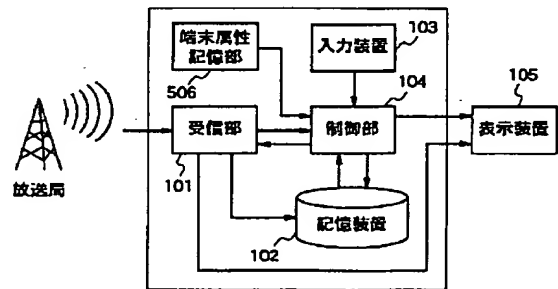 端末属性
記憶部
506
入力装置
103
104
105
受信部
制御部
表示装置
101
放送局
記憶装置
102